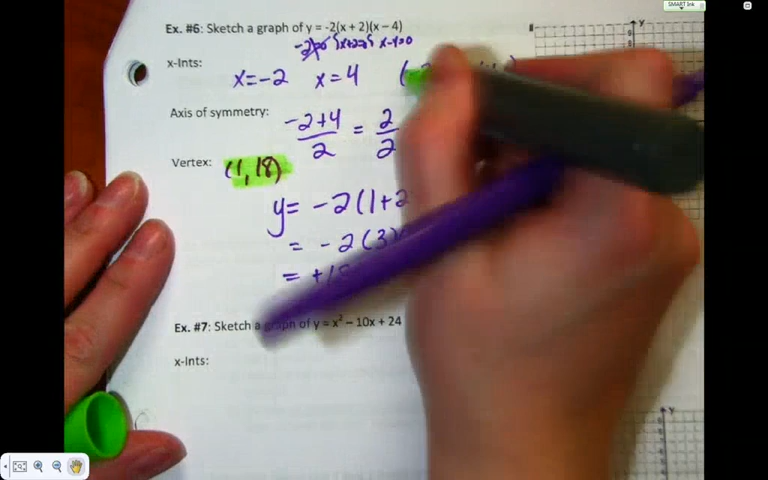 SMART Ink
Ex. #6: Sketch a graph of y = -2(x + 2)(x – 4)
x+2=0 x-4=0
x-Ints: x=-2 x=4
Axis of symmetry: -2+4/2 = 2/2
Vertex: (1,18)
y= -2(1+2
= -2(3)
= +1
Ex. #7: Sketch a graph of y = x² – 10x + 24
x-Ints:
y
y